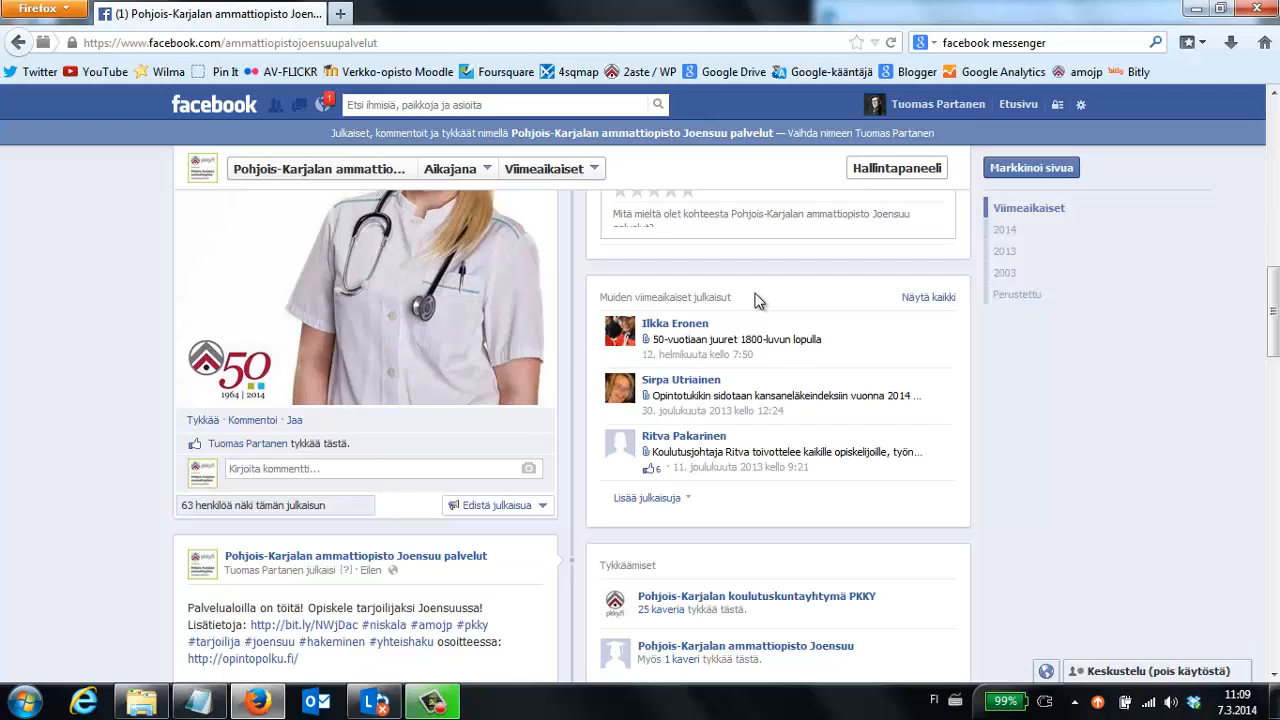 Firefox
(1) Pohjois-Karjalan ammattiopisto Joen...
https://www.facebook.com/ammattiopistojoensuupalvelut
facebook messenger
Twitter YouTube Wilma Pin It AV-FLICKR Verkko-opisto Moodle Foursquare 4sqmap 2aste / WP Google Drive Google-kääntäjä Blogger Google Analytics amojp Bitly
facebook
1
Etsi ihmisiä, paikkoja ja asioita
Tuomas Partanen Etusivu
Julkaiset, kommentoit ja tykkäät nimellä Pohjois-Karjalan ammattiopisto Joensuu palvelut — Vaihda nimeen Tuomas Partanen
Pohjois-Karjalan ammattio... Aikajana Viimeaikaiset Hallintapaneeli Markkinoi sivua
Viimeaikaiset
2014
2013
2003
Perustettu
50
1964 | 2014
Tykkää · Kommentoi · Jaa
Tuomas Partanen tykkää tästä.
Kirjoita kommentti...
63 henkilöä näki tämän julkaisun
Edistä julkaisua
Pohjois-Karjalan ammattiopisto Joensuu palvelut
Tuomas Partanen julkaisi [?] · Eilen
Palvelualoilla on töitä! Opiskele tarjoilijaksi Joensuussa!
Lisätietoja: http://bit.ly/NWjDac #niskala #amojp #pkky
#tarjoilija #joensuu #hakeminen #yhteishaku osoitteessa:
http://opintopolku.fi/
Mitä mieltä olet kohteesta Pohjois-Karjalan ammattiopisto Joensuu
palvelut?
Muiden viimeaikaiset julkaisut
Näytä kaikki
Ilkka Eronen
50-vuotiaan juuret 1800-luvun lopulla
12. helmikuuta kello 7:50
Sirpa Utriainen
Opintotukikin sidotaan kansaneläkeindeksiin vuonna 2014 ...
30. joulukuuta 2013 kello 12:24
Ritva Pakarinen
Koulutusjohtaja Ritva toivottelee kaikille opiskelijoille, työn...
6 · 11. joulukuuta 2013 kello 9:21
Lisää julkaisuja
Tykkäämiset
Pohjois-Karjalan koulutuskuntayhtymä PKKY
25 kaveria tykkää tästä.
Pohjois-Karjalan ammattiopisto Joensuu
Myös 1 kaveri tykkää tästä.
Keskustelu (pois käytöstä)
FI
99%
11:09
7.3.2014